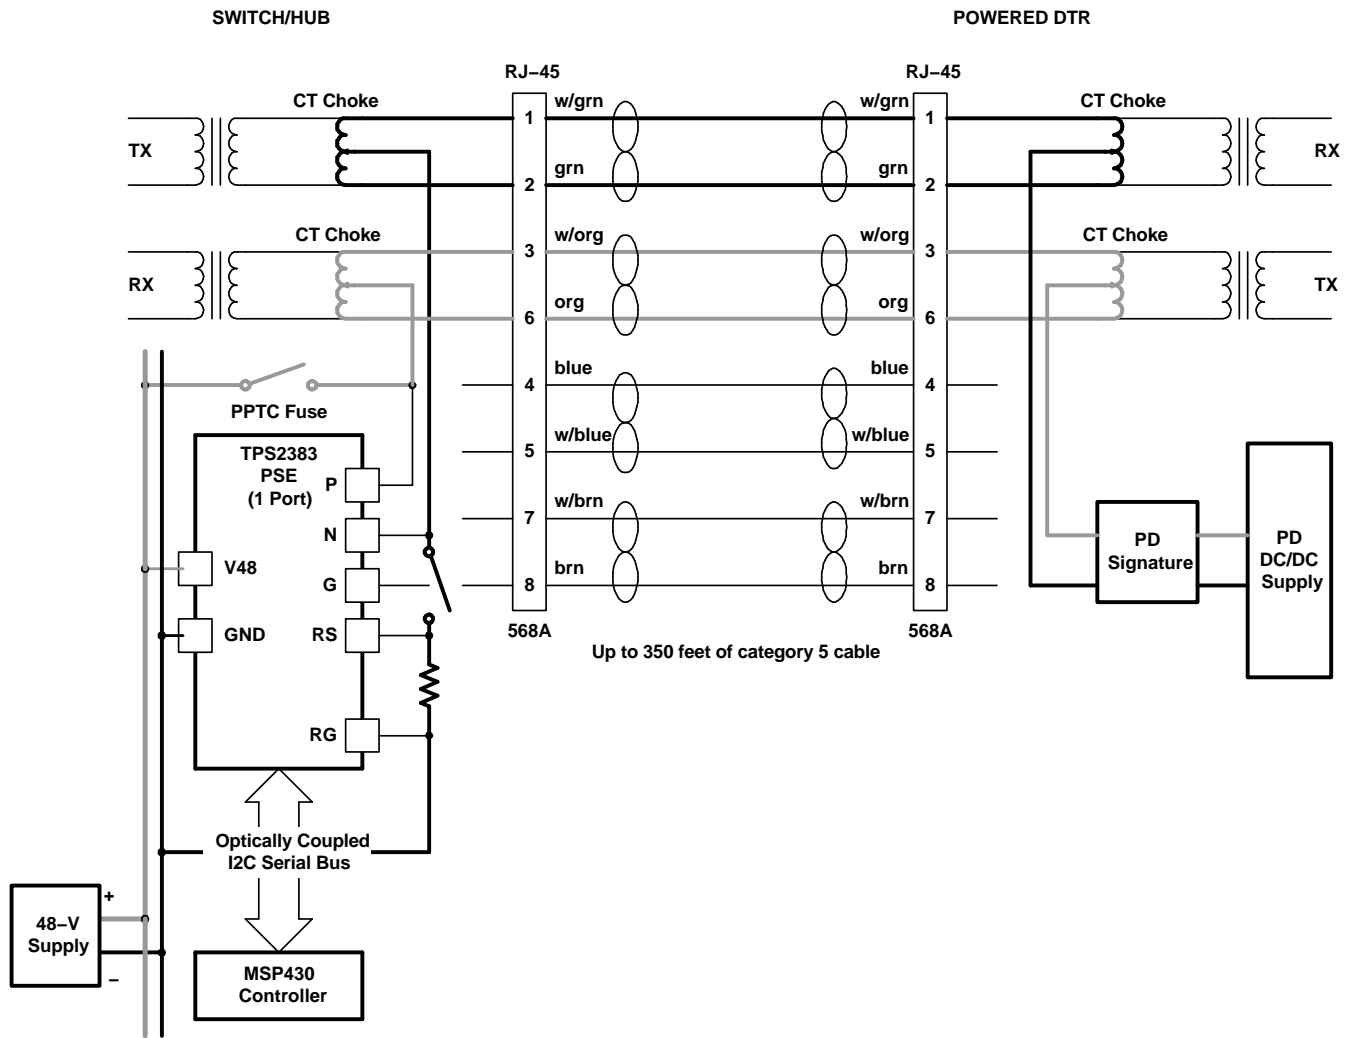 SWITCH/HUB
POWERED DTR
RJ–45
RJ–45
CT Choke
w/grn
w/grn
CT Choke
1
1
TX
RX
grn
grn
2
2
CT Choke
w/org
w/org
CT Choke
3
3
RX
TX
org
org
6
6
blue
blue
4
4
PPTC Fuse
w/blue
w/blue
5
5
TPS2383
PSE
(1 Port)
P
w/brn
w/brn
7
7
N
PD
Signature
PD
DC/DC
Supply
V48
brn
brn
G
8
8
GND
RS
568A
568A
Up to 350 feet of category 5 cable
RG
Optically Coupled
I2C Serial Bus
+
48–V
Supply
–
MSP430
Controller